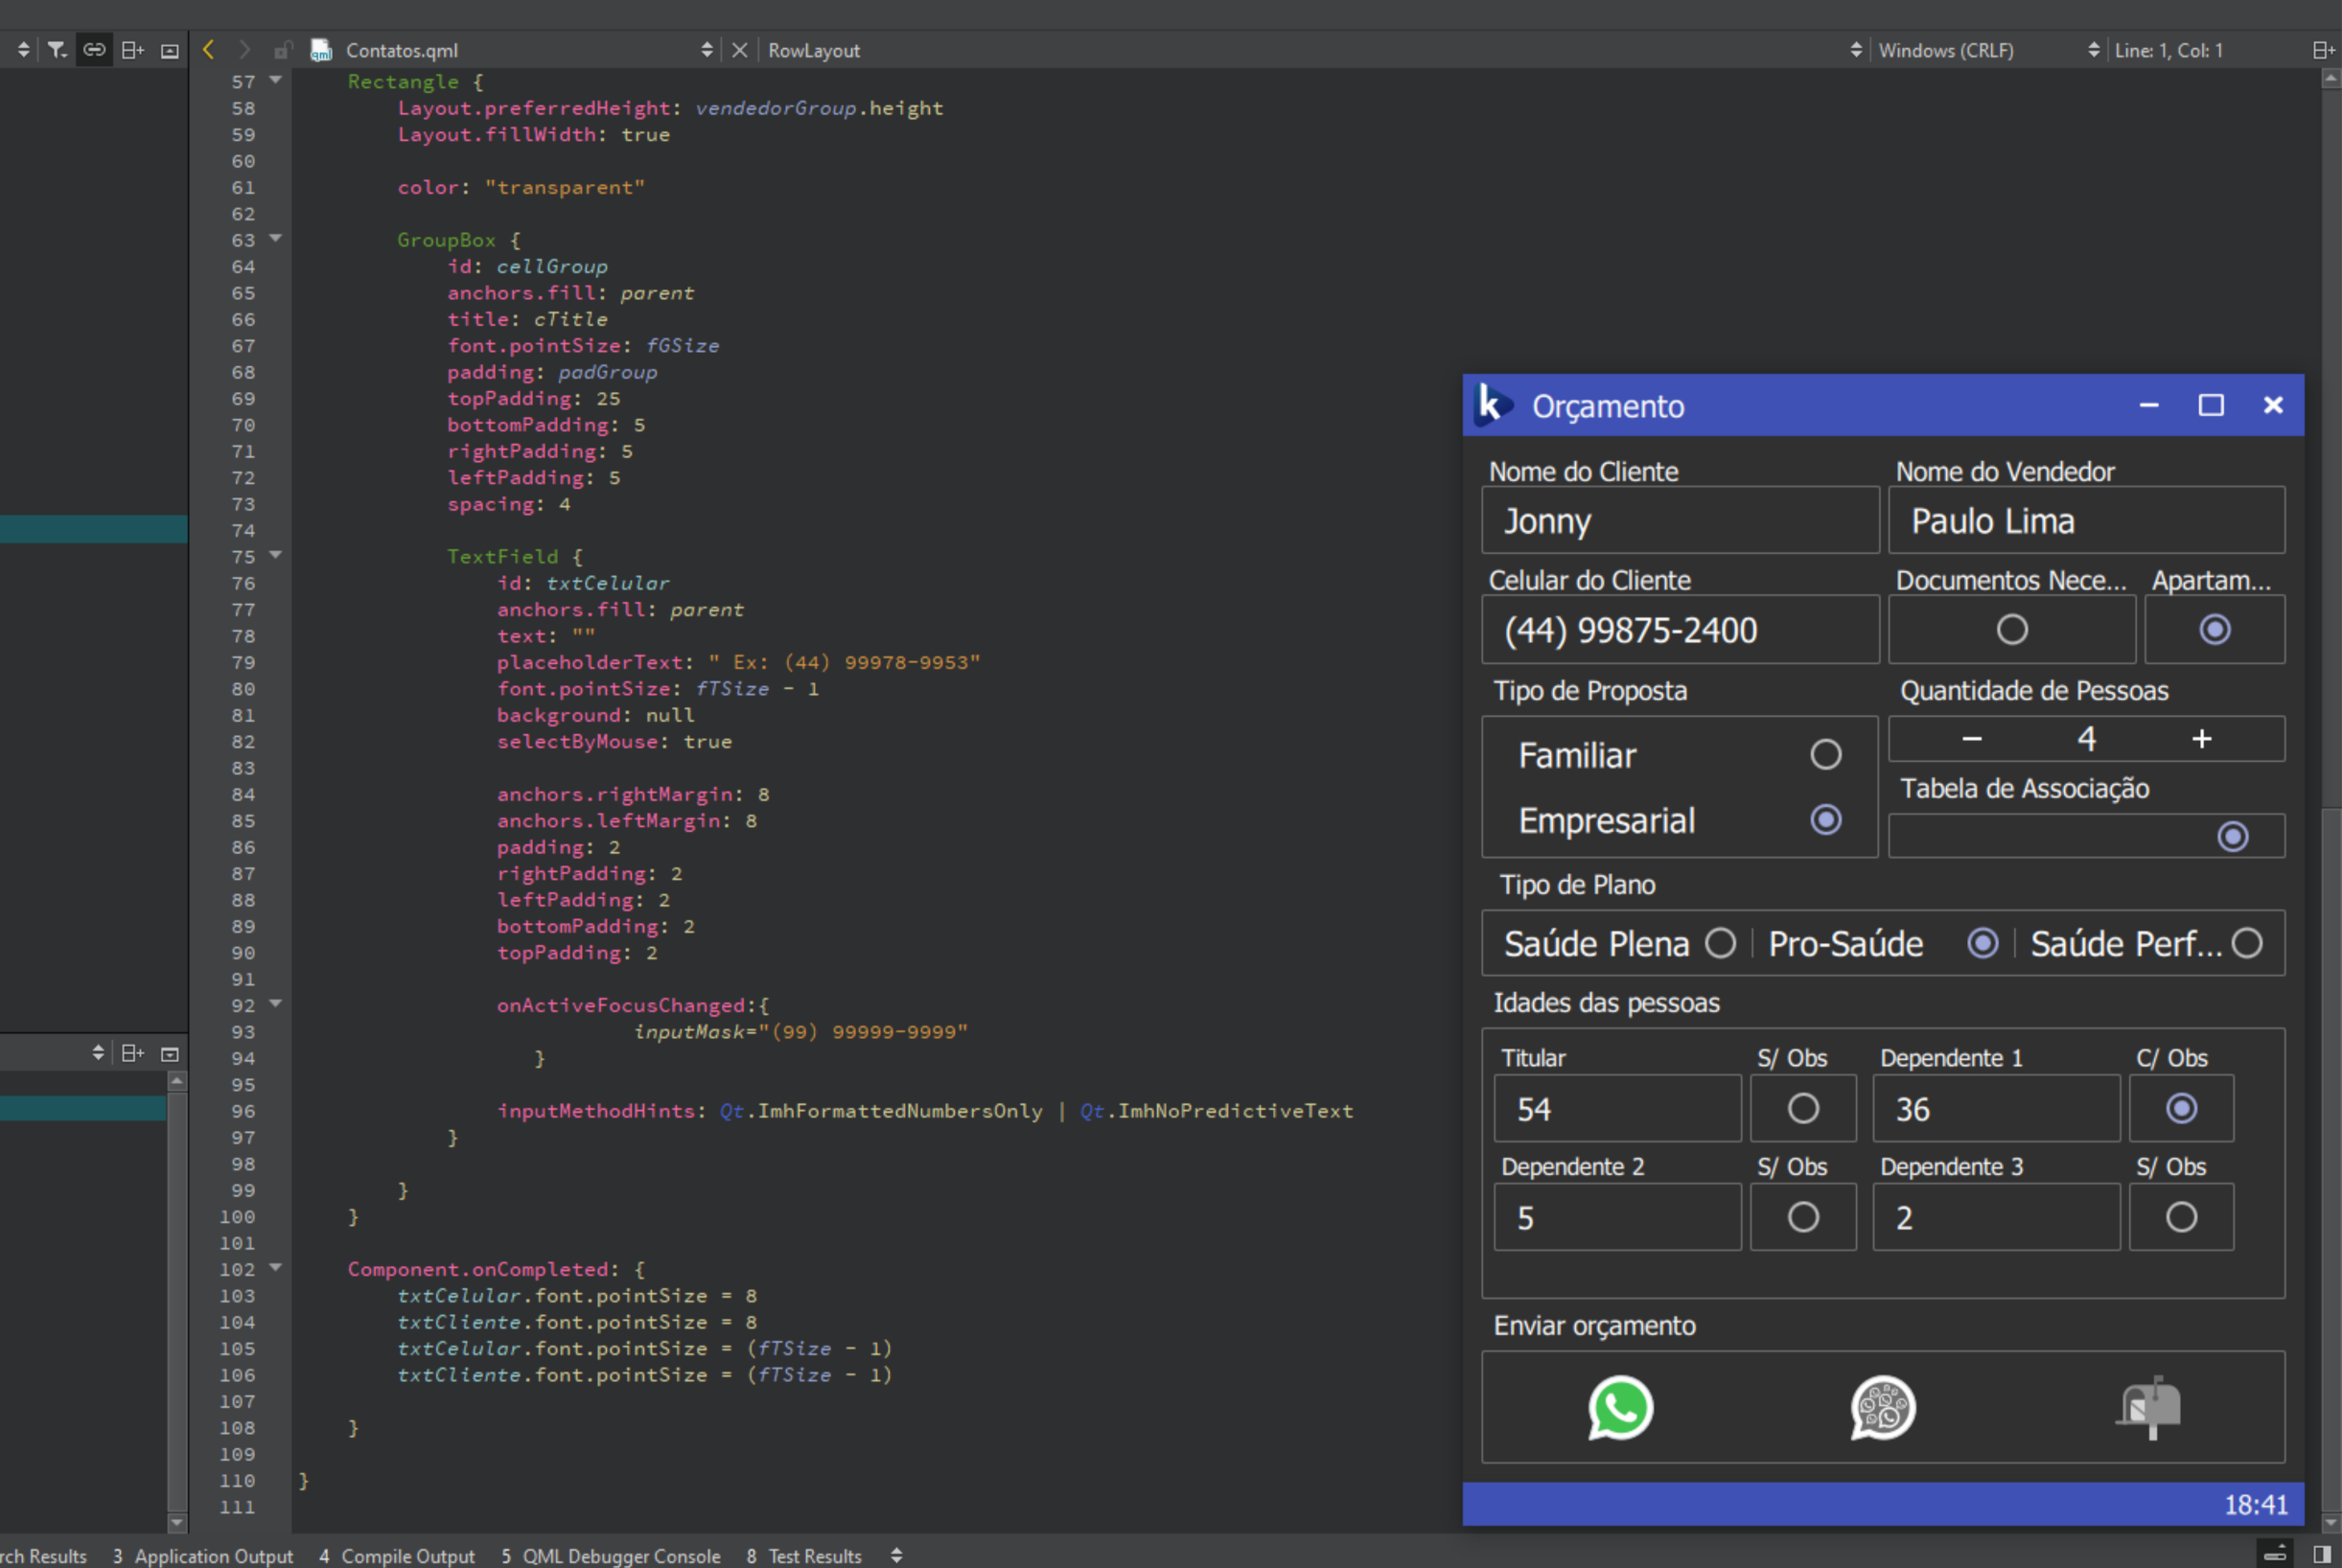 Contatos.qml RowLayout Windows (CRLF) Line: 1, Col: 1
57 Rectangle {
58 Layout.preferredHeight: vendedorGroup.height
59 Layout.fillWidth: true
60
61 color: "transparent"
62
63 GroupBox {
64 id: cellGroup
65 anchors.fill: parent
66 title: cTitle
67 font.pointSize: fGSize
68 padding: padGroup
69 topPadding: 25
70 bottomPadding: 5
71 rightPadding: 5
72 leftPadding: 5
73 spacing: 4
74
75 TextField {
76 id: txtCelular
77 anchors.fill: parent
78 text: ""
79 placeholderText: " Ex: (44) 99978-9953"
80 font.pointSize: fTSize - 1
81 background: null
82 selectByMouse: true
83
84 anchors.rightMargin: 8
85 anchors.leftMargin: 8
86 padding: 2
87 rightPadding: 2
88 leftPadding: 2
89 bottomPadding: 2
90 topPadding: 2
91
92 onActiveFocusChanged:{
93 inputMask="(99) 99999-9999"
94 }
95
96 inputMethodHints: Qt.ImhFormattedNumbersOnly | Qt.ImhNoPredictiveText
97 }
98
99 }
100 }
101
102 Component.onCompleted: {
103 txtCelular.font.pointSize = 8
104 txtCliente.font.pointSize = 8
105 txtCelular.font.pointSize = (fTSize - 1)
106 txtCliente.font.pointSize = (fTSize - 1)
107
108 }
109
110 }
111
k Orçamento
Nome do Cliente Nome do Vendedor
Jonny Paulo Lima
Celular do Cliente Documentos Nece... Apartam...
(44) 99875-2400
Tipo de Proposta Quantidade de Pessoas
Familiar − 4 +
Tabela de Associação
Empresarial
Tipo de Plano
Saúde Plena Pro-Saúde Saúde Perf...
Idades das pessoas
Titular S/ Obs Dependente 1 C/ Obs
54 36
Dependente 2 S/ Obs Dependente 3 S/ Obs
5 2
Enviar orçamento
18:41
rch Results 3 Application Output 4 Compile Output 5 QML Debugger Console 8 Test Results